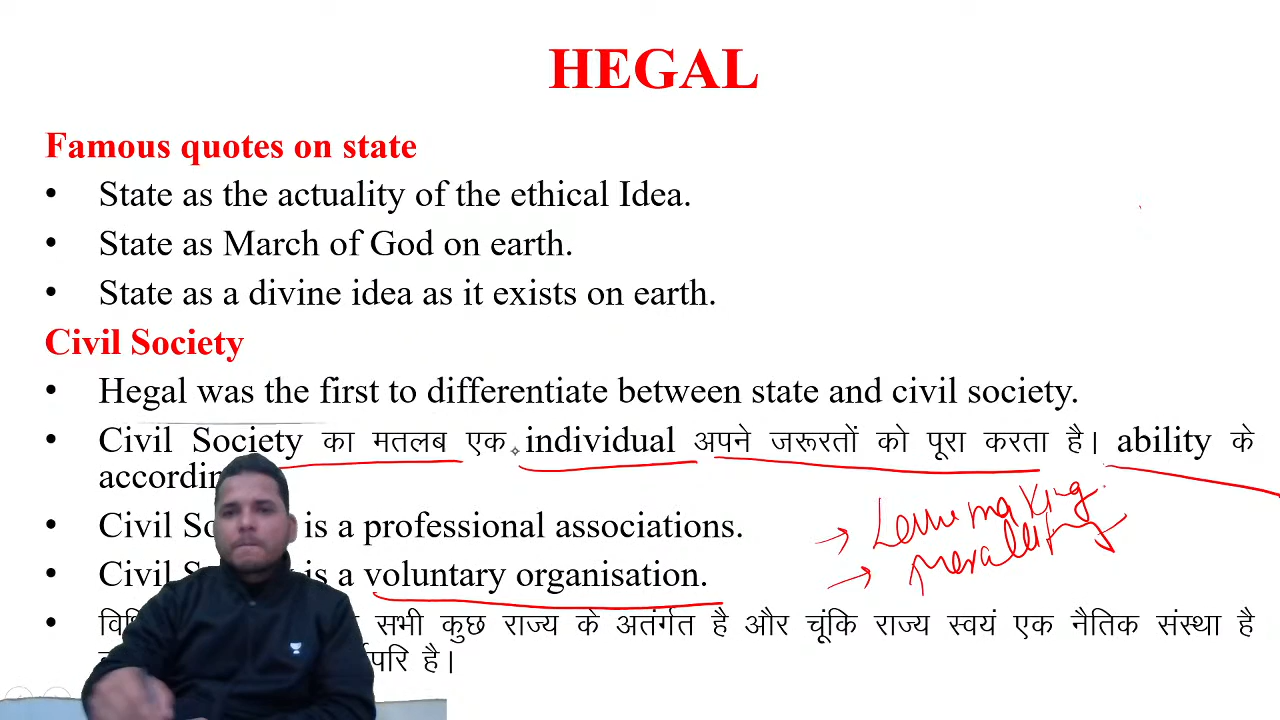 HEGAL
Famous quotes on state
• State as the actuality of the ethical Idea.
• State as March of God on earth.
• State as a divine idea as it exists on earth.
Civil Society
• Hegal was the first to differentiate between state and civil society.
• Civil Society का मतलब एक individual अपने जरूरतों को पूरा करता है। ability के
• Civil is a professional associations.
• Civil is a voluntary organisation.
• सभी कुछ राज्य के अतंर्गत है और चूंकि राज्य स्वयं एक नैतिक संस्था है
है।